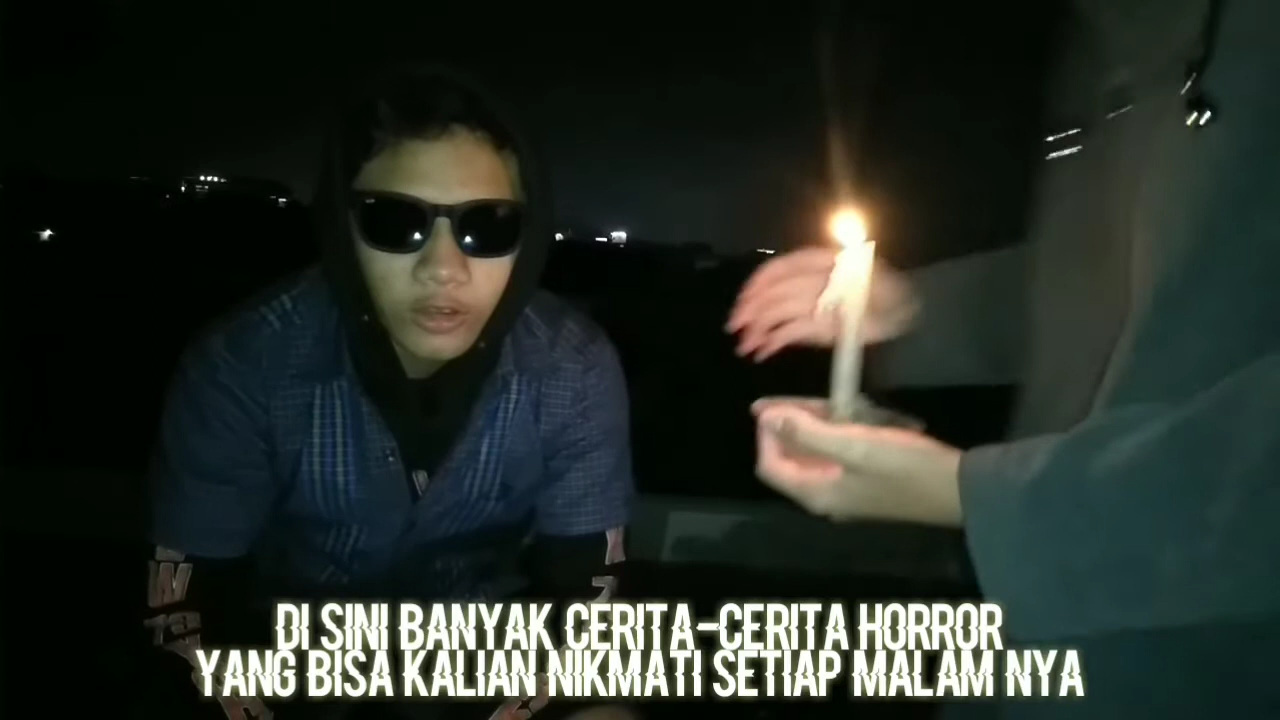 DI SINI BANYAK CERITA-CERITA HORROR
YANG BISA KALIAN NIKMATI SETIAP MALAM NYA